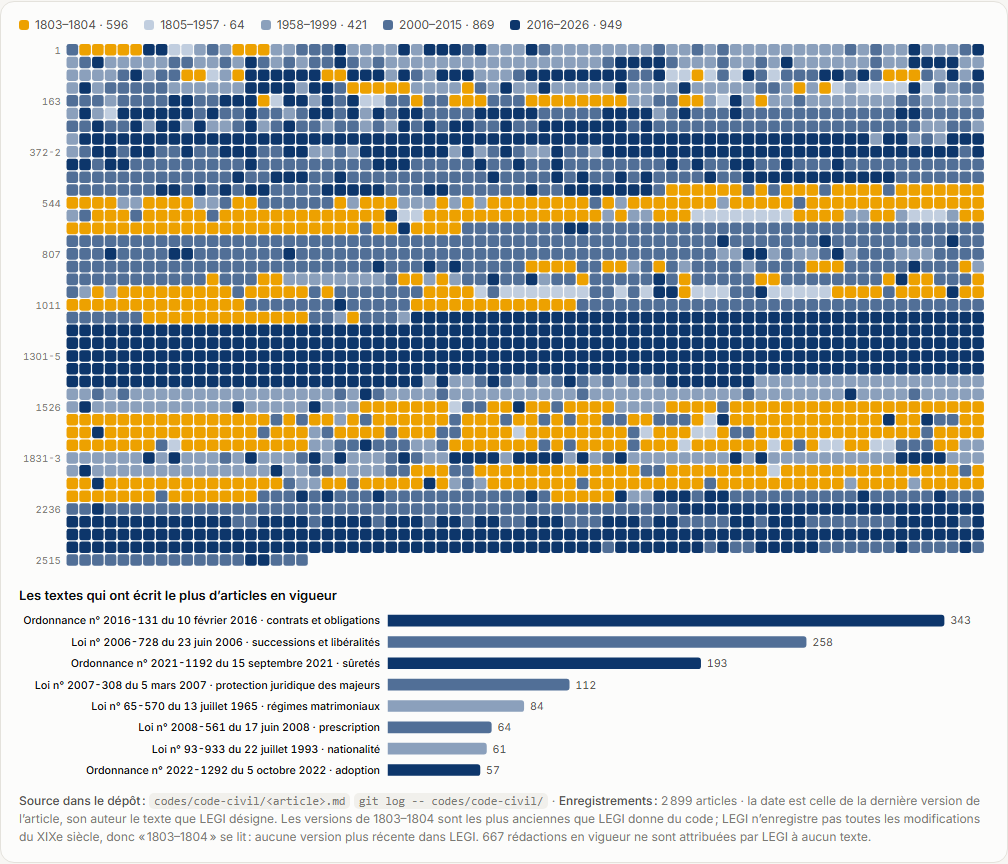 1803–1804 · 596 1805–1957 · 64 1958–1999 · 421 2000–2015 · 869 2016–2026 · 949
1
163
372-2
544
807
1011
1301-5
1526
1831-3
2236
2515
Les textes qui ont écrit le plus d’articles en vigueur
Ordonnance n° 2016-131 du 10 février 2016 · contrats et obligations 343
Loi n° 2006-728 du 23 juin 2006 · successions et libéralités 258
Ordonnance n° 2021-1192 du 15 septembre 2021 · sûretés 193
Loi n° 2007-308 du 5 mars 2007 · protection juridique des majeurs 112
Loi n° 65-570 du 13 juillet 1965 · régimes matrimoniaux 84
Loi n° 2008-561 du 17 juin 2008 · prescription 64
Loi n° 93-933 du 22 juillet 1993 · nationalité 61
Ordonnance n° 2022-1292 du 5 octobre 2022 · adoption 57
Source dans le dépôt : codes/code-civil/<article>.md git log -- codes/code-civil/ · Enregistrements : 2 899 articles · la date est celle de la dernière version de
l’article, son auteur le texte que LEGI désigne. Les versions de 1803–1804 sont les plus anciennes que LEGI donne du code ; LEGI n’enregistre pas toutes les modifications
du XIXe siècle, donc « 1803–1804 » se lit : aucune version plus récente dans LEGI. 667 rédactions en vigueur ne sont attribuées par LEGI à aucun texte.